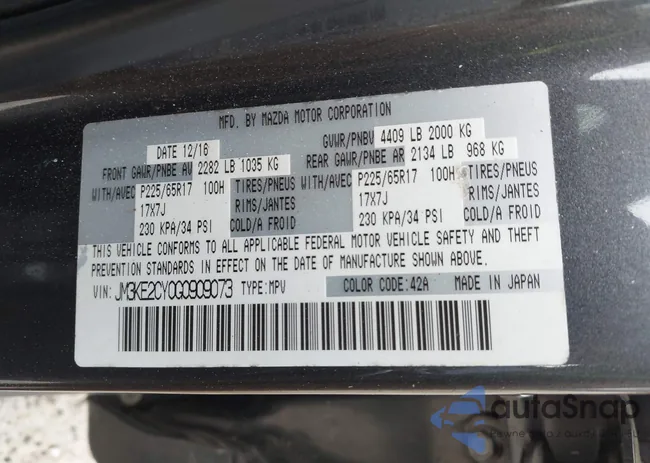 MFD. BY MAZDA MOTOR CORPORATION
DATE 12/16 GVWR/PNBV 4409 LB 2000 KG
FRONT GAWR/PNBE AV 2282 LB 1035 KG REAR GAWR/PNBE AR 2134 LB 968 KG
WITH/AVEC P225/65R17 100H TIRES/PNEUS WITH/AVEC P225/65R17 100H TIRES/PNEUS
17X7J RIMS/JANTES 17X7J RIMS/JANTES
230 KPA/34 PSI COLD/A FROID 230 KPA/34 PSI COLD/A FROID
THIS VEHICLE CONFORMS TO ALL APPLICABLE FEDERAL MOTOR VEHICLE SAFETY AND THEFT
PREVENTION STANDARDS IN EFFECT ON THE DATE OF MANUFACTURE SHOWN ABOVE.
VIN: JM3KE2CY0G0909073 TYPE:MPV COLOR CODE:42A MADE IN JAPAN
autoSnap